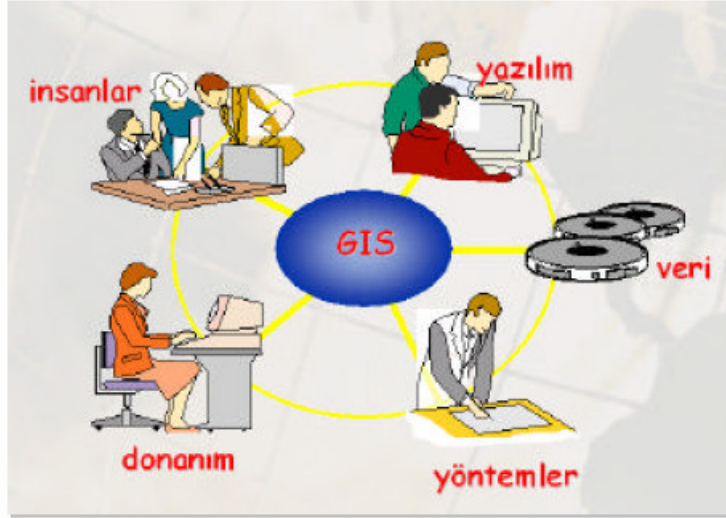 insanlar
yazılım
GIS
veri
donanım
yöntemler